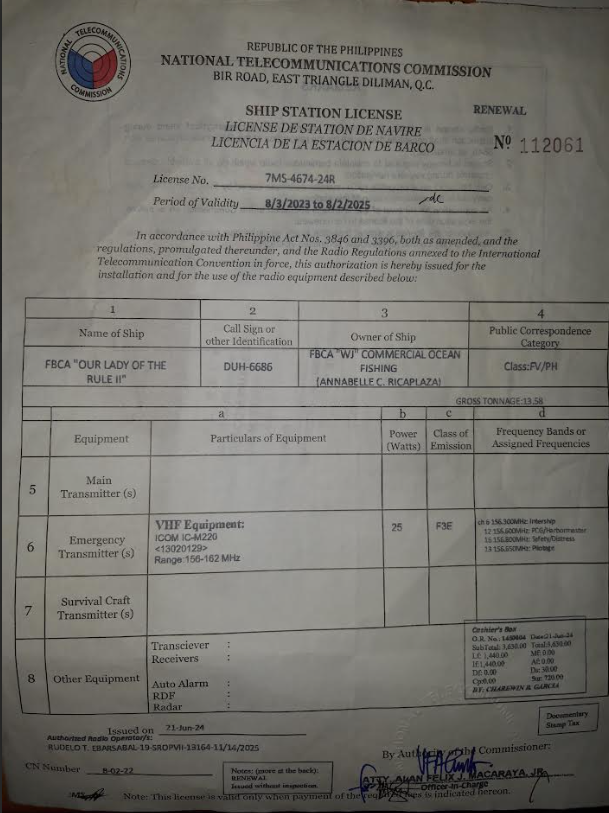 NATIONAL TELECOMMUNICATIONS COMMISSION
REPUBLIC OF THE PHILIPPINES
NATIONAL TELECOMMUNICATIONS COMMISSION
BIR ROAD, EAST TRIANGLE DILIMAN, Q.C.
SHIP STATION LICENSE
RENEWAL
LICENSE DE STATION DE NAVIRE
LICENCIA DE LA ESTACION DE BARCO
Nº 112061
License No. 7MS-4674-24R
Period of Validity 8/3/2023 to 8/2/2025
In accordance with Philippine Act Nos. 3846 and 3396, both as amended, and the
regulations, promulgated thereunder, and the Radio Regulations annexed to the International
Telecommunication Convention in force, this authorization is hereby issued for the
installation and for the use of the radio equipment described below:
1 2 3 4
Name of Ship
Call Sign or
other Identification
Owner of Ship
Public Correspondence
Category
FBCA "OUR LADY OF THE
RULE II"
DUH-6686
FBCA "WJ" COMMERCIAL OCEAN
FISHING
(ANNABELLE C. RICAPLAZA)
Class:FV/PH
GROSS TONNAGE:13.58
a b c d
Equipment
Particulars of Equipment
Power
(Watts)
Class of
Emission
Frequency Bands or
Assigned Frequencies
5
Main
Transmitter (s)
6
Emergency
Transmitter (s)
VHF Equipment:
ICOM IC-M220
<13020129>
Range:156-162 MHz
25
F3E
ch 6 156.300MHz: Intership
12 156.600MHz: PCG/Harbormaster
16 156.800MHz: Safety/Distress
13 156.650MHz: Pilotage
7
Survival Craft
Transmitter (s)
8
Other Equipment
Transciever :
Receivers :
Auto Alarm :
RDF :
Radar :
Cashier's Box
O.R. No.: Date:21-Jun-24
SubTotal: 3,630.00 Total:3,630.00
LF: 1,440.00 MF: 0.00
IF:1,440.00 AF: 0.00
DF: 0.00 Ds: 30.00
Cp:0.00 Sur: 720.00
BY: CHAREWIN B. GARCIA
Documentary
Stamp Tax
Issued on 21-Jun-24
Authorized Radio Operator/s:
RUDELO T. EBARSABAL-19-SROPVII-13164-11/14/2025
By Authority of the Commissioner:
CN Number 8-02-22
Notes: (more at the back):
RENEWAL
Issued without inspection.
ATTY. JUAN FELIX J. MACARAYA, JR.
Officer-in-Charge
Note: This license is valid only when payment of the required fees is indicated hereon.